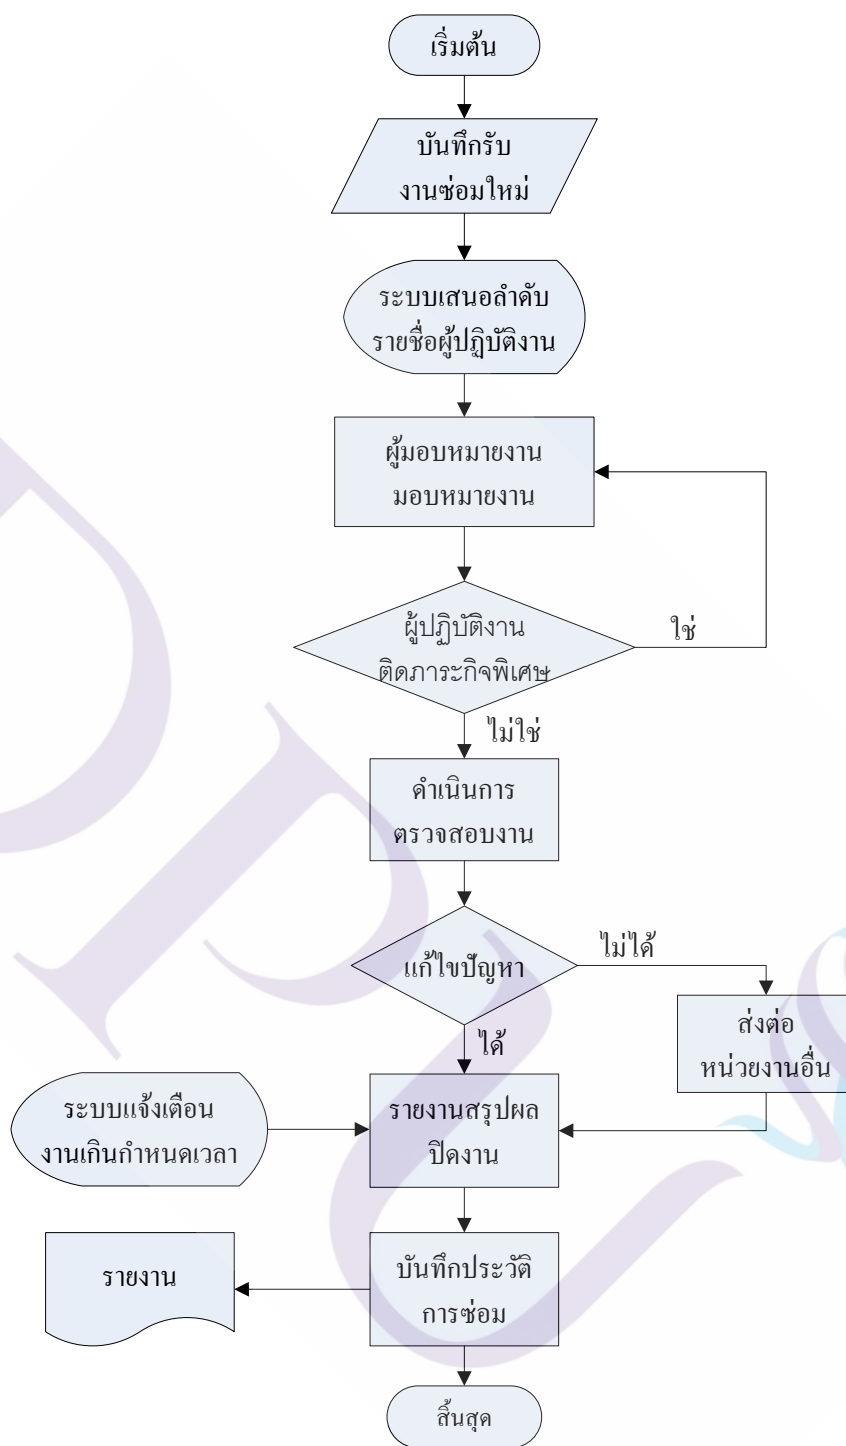 เริ่มต้น
บันทึกรับ
งานซ่อมใหม่
ระบบเสนอลำดับ
รายชื่อผู้ปฏิบัติงาน
ผู้มอบหมายงาน
มอบหมายงาน
ผู้ปฏิบัติงาน
ติดภาระกิจพิเศษ
ใช่
ไม่ใช่
ดำเนินการ
ตรวจสอบงาน
แก้ไขปัญหา
ไม่ได้
ได้
ส่งต่อ
หน่วยงานอื่น
ระบบแจ้งเตือน
งานเกินกำหนดเวลา
รายงานสรุปผล
ปิดงาน
รายงาน
บันทึกประวัติ
การซ่อม
สิ้นสุด